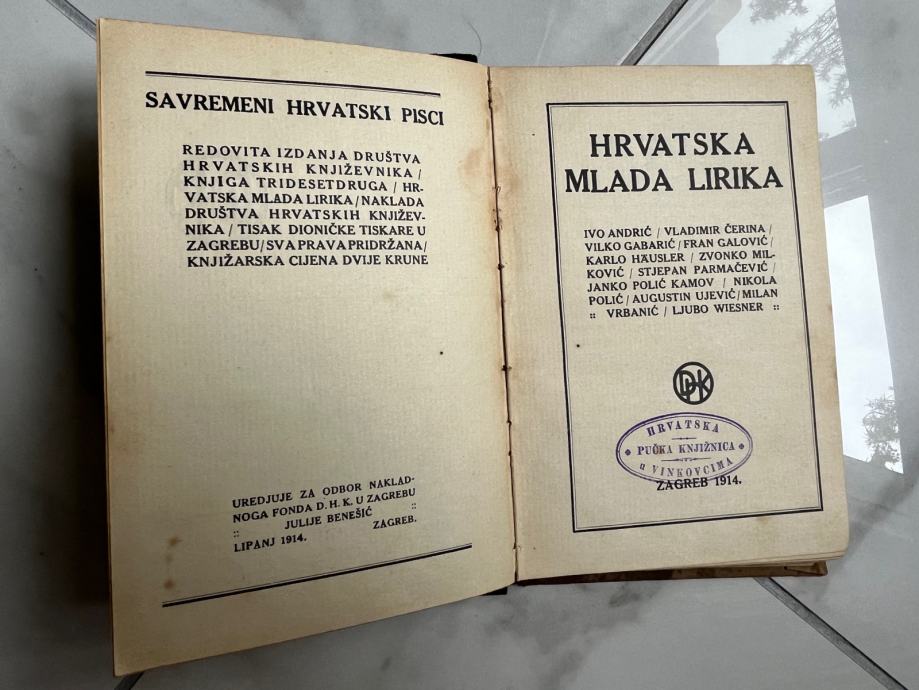 SAVREMENI HRVATSKI PISCI
REDOVITA IZDANJA DRUŠTVA
HRVATSKIH KNJIŽEVNIKA /
KNJIGA TRIDESETDRUGA / HR-
VATSKA MLADA LIRIKA / NAKLADA
DRUŠTVA HRVATSKIH KNJIŽEV-
NIKA / TISAK DIONIČKE TISKARE U
ZAGREBU / SVA PRAVA PRIDRŽANA /
KNJIŽARSKA CIJENA DVIJE KRUNE
UREDJUJE ZA ODBOR NAKLAD-
NOGA FONDA D. H. K. U ZAGREBU
:: JULIJE BENEŠIĆ ::
LIPANJ 1914. ZAGREB.
HRVATSKA
MLADA LIRIKA
IVO ANDRIĆ / VLADIMIR ČERINA /
VILKO GABARIĆ / FRAN GALOVIĆ /
KARLO HÄUSLER / ZVONKO MIL-
KOVIĆ / STJEPAN PARMAČEVIĆ /
JANKO POLIĆ KAMOV / NIKOLA
POLIĆ / AUGUSTIN UJEVIĆ / MILAN
:: VRBANIĆ / LJUBO WIESNER ::
DHK
HRVATSKA
PUČKA KNJIŽNICA
u VINKOVCIMA
ZAGREB 1914.